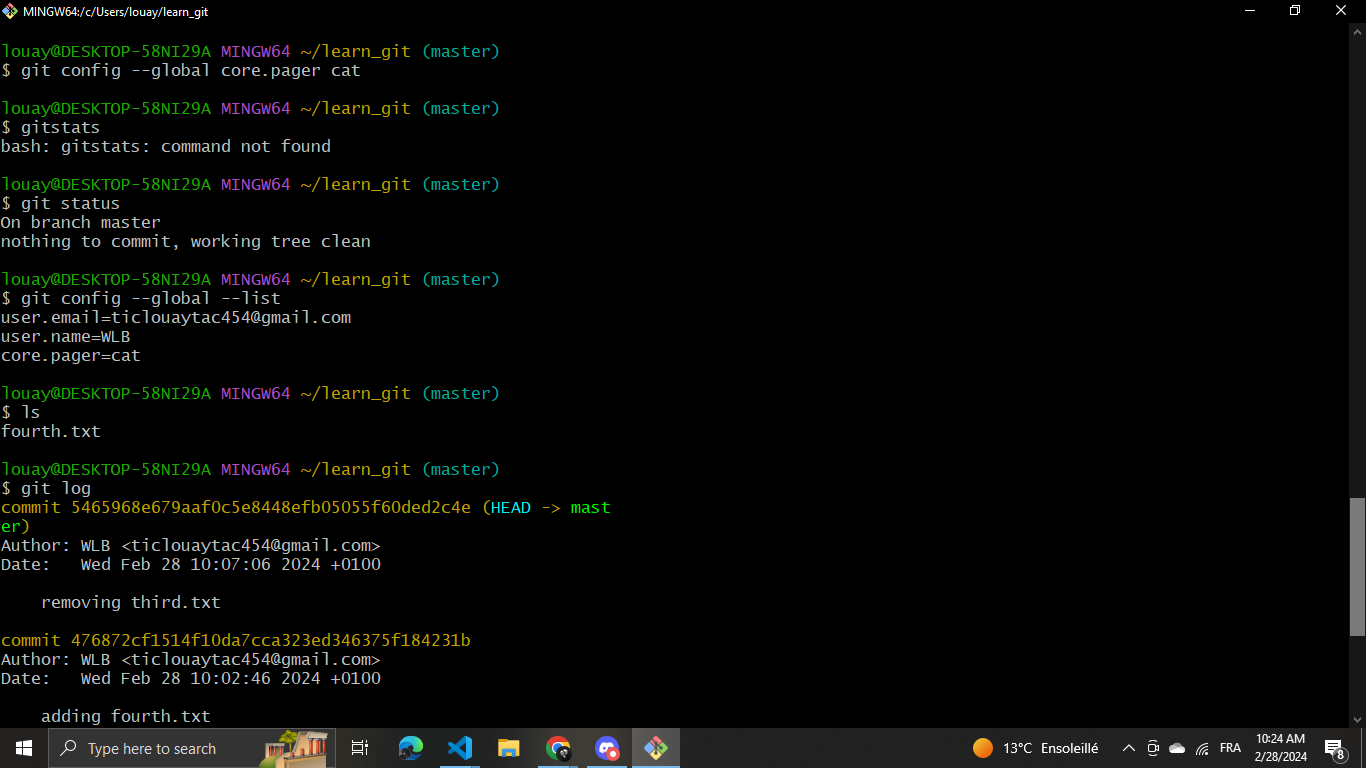 MINGW64:/c/Users/louay/learn_git
louay@DESKTOP-58NI29A MINGW64 ~/learn_git (master)
$ git config --global core.pager cat
louay@DESKTOP-58NI29A MINGW64 ~/learn_git (master)
$ gitstats
bash: gitstats: command not found
louay@DESKTOP-58NI29A MINGW64 ~/learn_git (master)
$ git status
On branch master
nothing to commit, working tree clean
louay@DESKTOP-58NI29A MINGW64 ~/learn_git (master)
$ git config --global --list
user.email=ticlouaytac454@gmail.com
user.name=WLB
core.pager=cat
louay@DESKTOP-58NI29A MINGW64 ~/learn_git (master)
$ ls
fourth.txt
louay@DESKTOP-58NI29A MINGW64 ~/learn_git (master)
$ git log
commit 5465968e679aaf0c5e8448efb05055f60ded2c4e (HEAD -> mast
er)
Author: WLB <ticlouaytac454@gmail.com>
Date:   Wed Feb 28 10:07:06 2024 +0100
    removing third.txt
commit 476872cf1514f10da7cca323ed346375f184231b
Author: WLB <ticlouaytac454@gmail.com>
Date:   Wed Feb 28 10:02:46 2024 +0100
    adding fourth.txt
Type here to search
13°C Ensoleillé
FRA
10:24 AM
2/28/2024
8